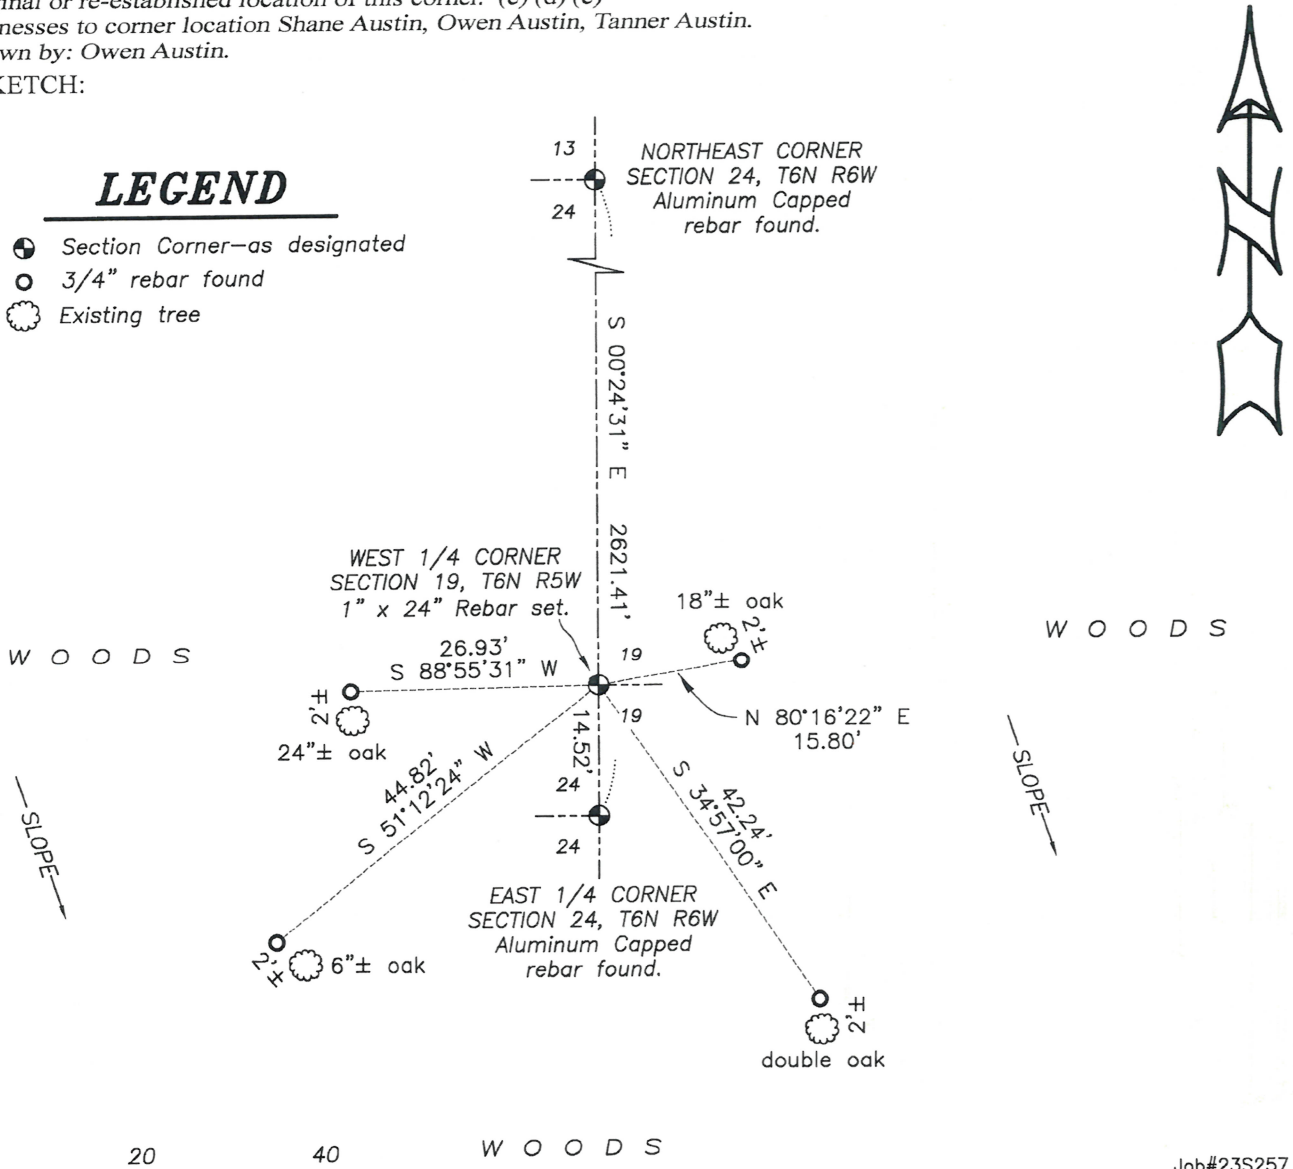 nesses to corner location Shane Austin, Owen Austin, Tanner Austin.
wn by: Owen Austin.
KETCH:
LEGEND
Section Corner—as designated
3/4" rebar found
Existing tree
13
24
NORTHEAST CORNER
SECTION 24, T6N R6W
Aluminum Capped
rebar found.
S 00°24'31" E 2621.41'
WEST 1/4 CORNER
SECTION 19, T6N R5W
1" x 24" Rebar set.
18"± oak
2'±
WOODS
WOODS
26.93'
S 88°55'31" W
19
19
2'±
24"± oak
N 80°16'22" E
15.80'
14.52'
44.82'
S 51°12'24" W
42.24'
S 34°57'00" E
SLOPE
SLOPE
24
24
EAST 1/4 CORNER
SECTION 24, T6N R6W
Aluminum Capped
rebar found.
2'±
6"± oak
2'±
double oak
20
40
WOODS
Job#23S257